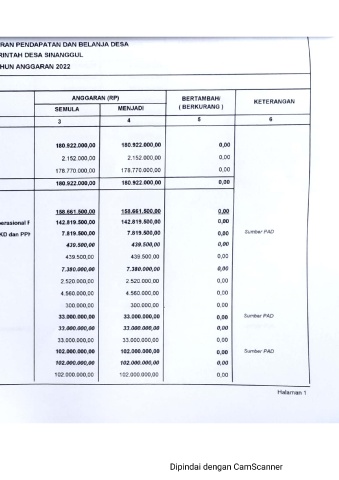 RAN PENDAPATAN DAN BELANJA DESA
RINTAH DESA SINANGGUL
HUN ANGGARAN 2022
ANGGARAN (RP) BERTAMBAH/ ( BERKURANG ) KETERANGAN
SEMULA MENJADI
3 4 5 6
180.922.000,00 180.922.000,00 0,00
2.152.000,00 2.152.000,00 0,00
178.770.000,00 178.770.000,00 0,00
180.922.000,00 180.922.000,00 0,00
158.661.500,00 158.661.500,00 0,00
erasional P 142.819.500,00 142.819.500,00 0,00
KD dan PPK 7.819.500,00 7.819.500,00 0,00 Sumber PAD
439.500,00 439.500,00 0,00
439.500,00 439.500,00 0,00
7.380.000,00 7.380.000,00 0,00
2.520.000,00 2.520.000,00 0,00
4.560.000,00 4.560.000,00 0,00
300.000,00 300.000,00 0,00
33.000.000,00 33.000.000,00 0,00 Sumber PAD
33.000.000,00 33.000.000,00 0,00
33.000.000,00 33.000.000,00 0,00
102.000.000,00 102.000.000,00 0,00 Sumber PAD
102.000.000,00 102.000.000,00 0,00
102.000.000,00 102.000.000,00 0,00
Halaman 1
Dipindai dengan CamScanner